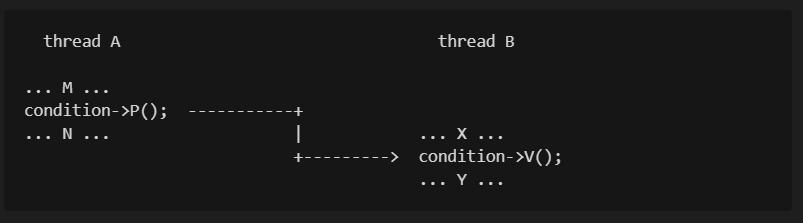 thread A                                thread B

... M ...
condition->P();  -----------+
... N ...                   |           ... X ...
                            +--------->  condition->V();
                                        ... Y ...